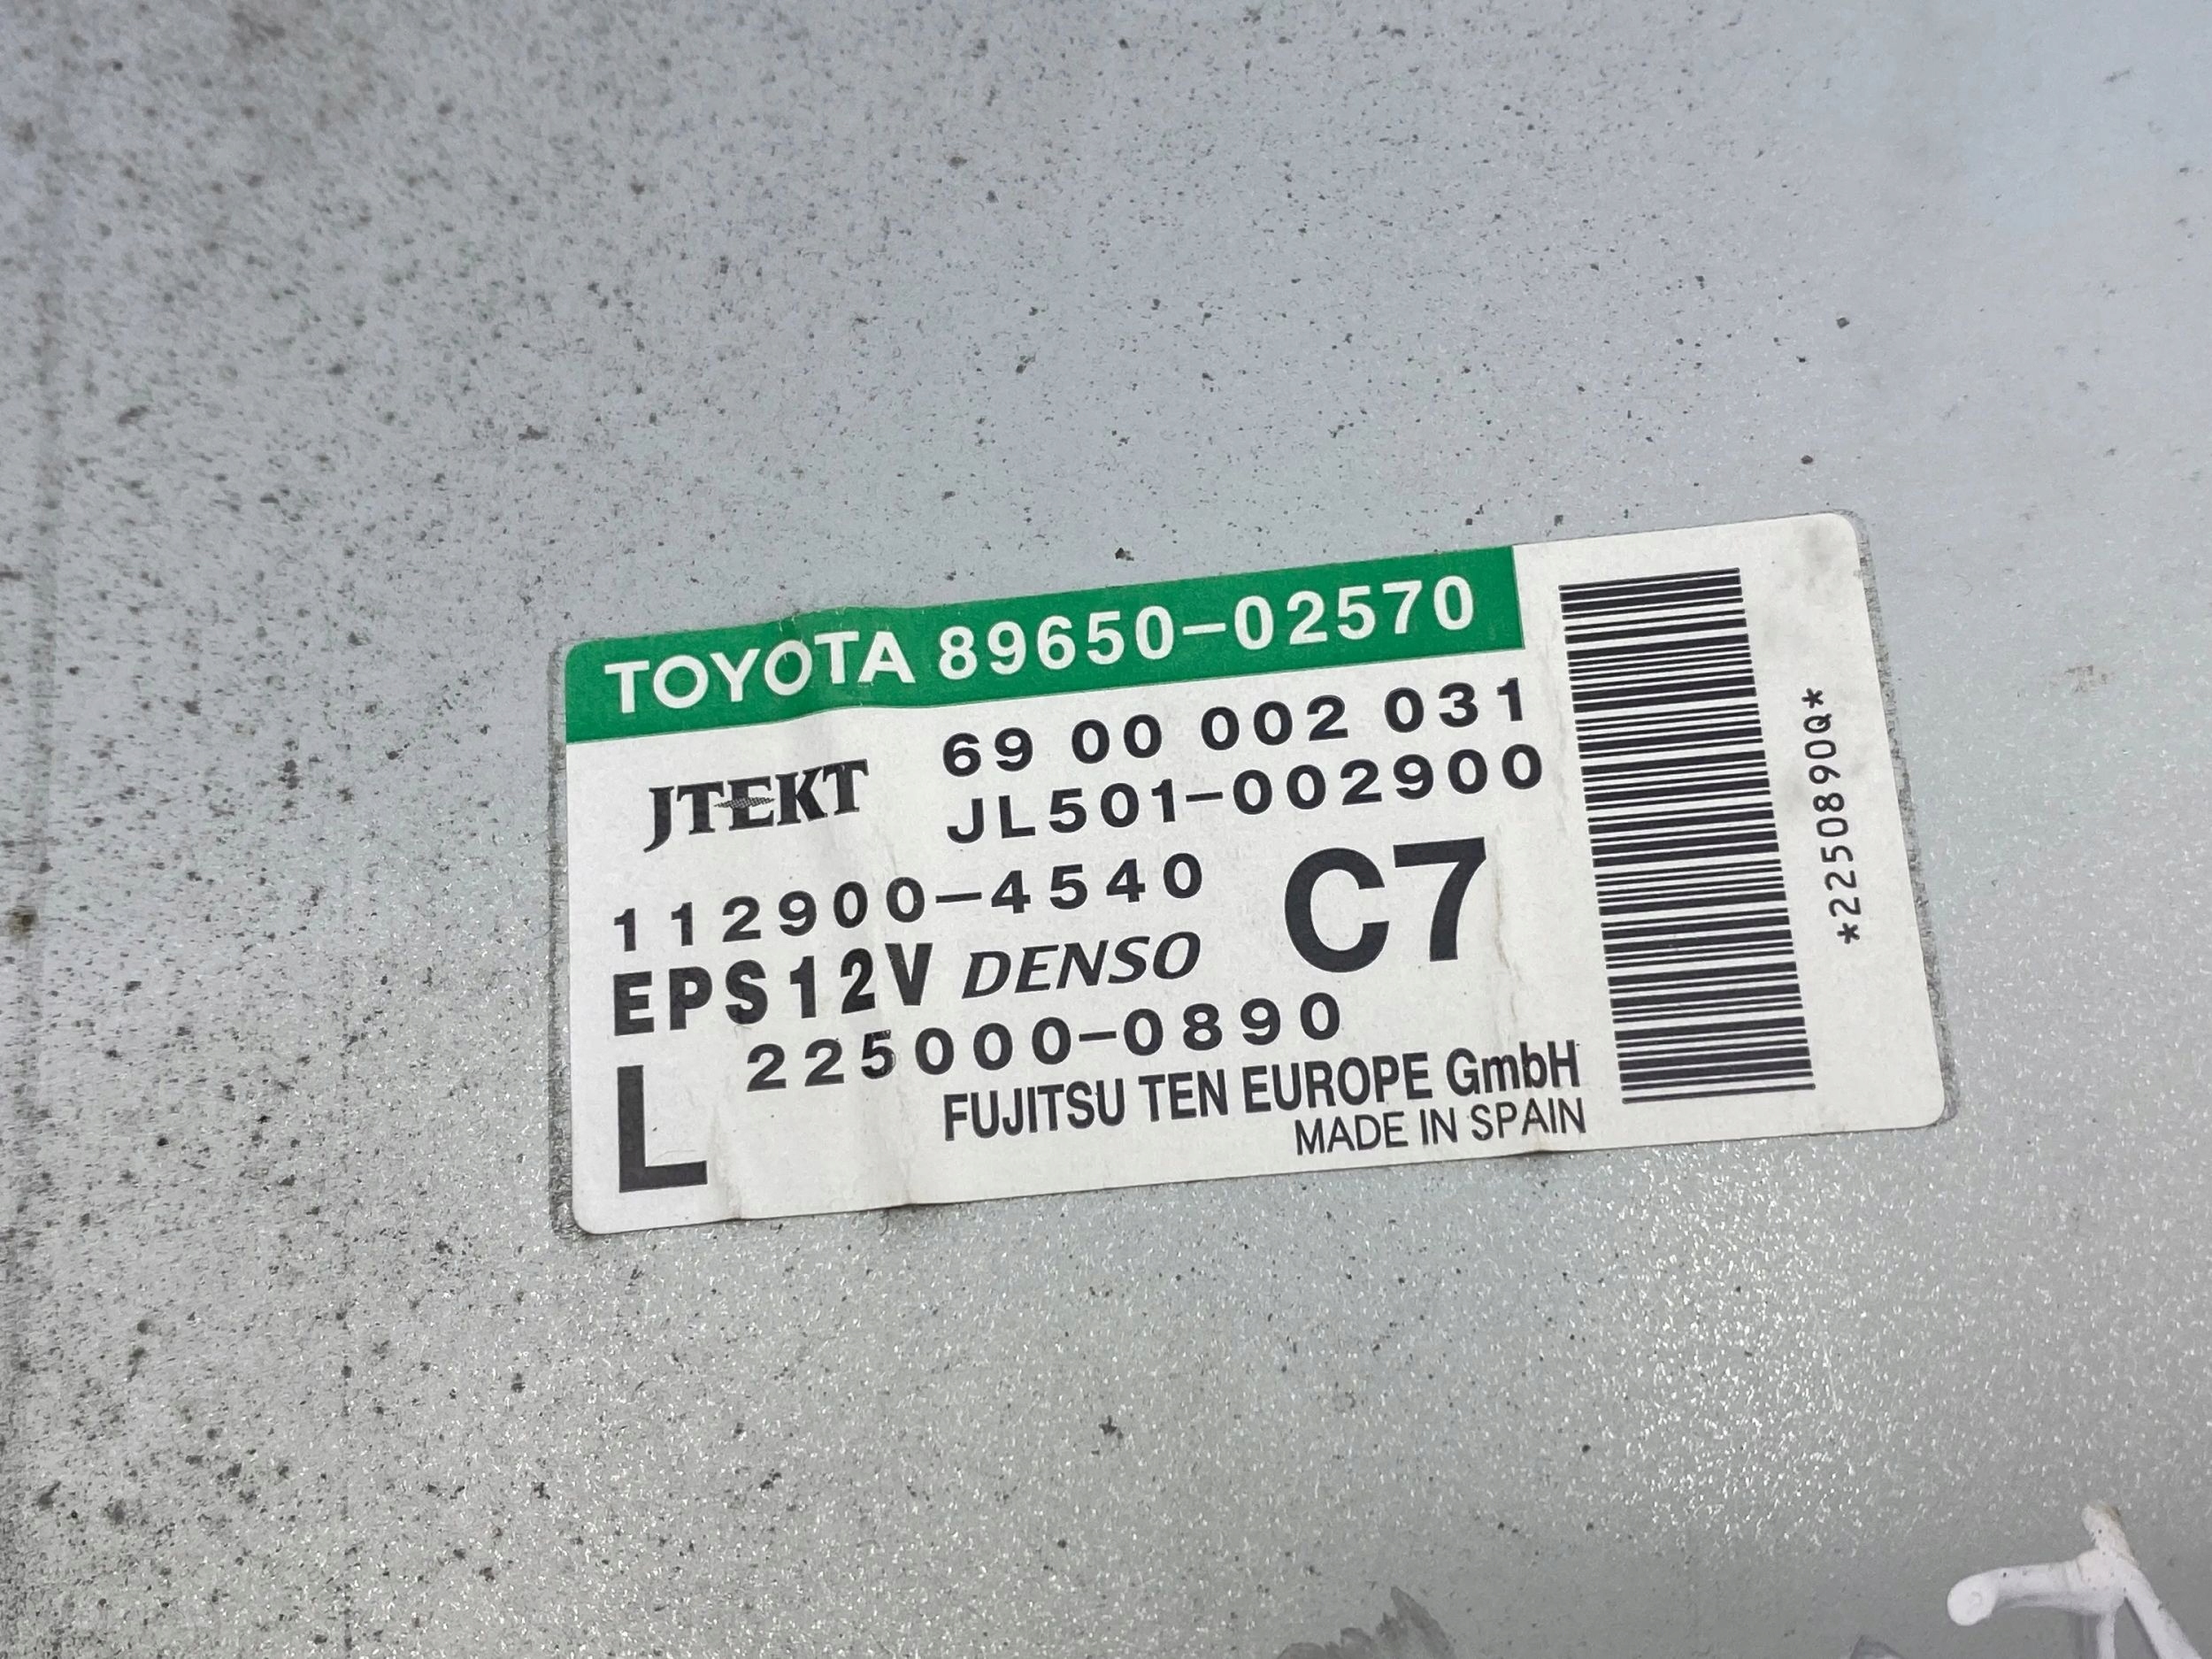 TOYOTA 89650-02570
69 00 002 031
JTEKT
JL501-002900
112900-4540
C7
EPS12V DENSO
225000-0890
L
FUJITSU TEN EUROPE GmbH
MADE IN SPAIN
*2250890Q*